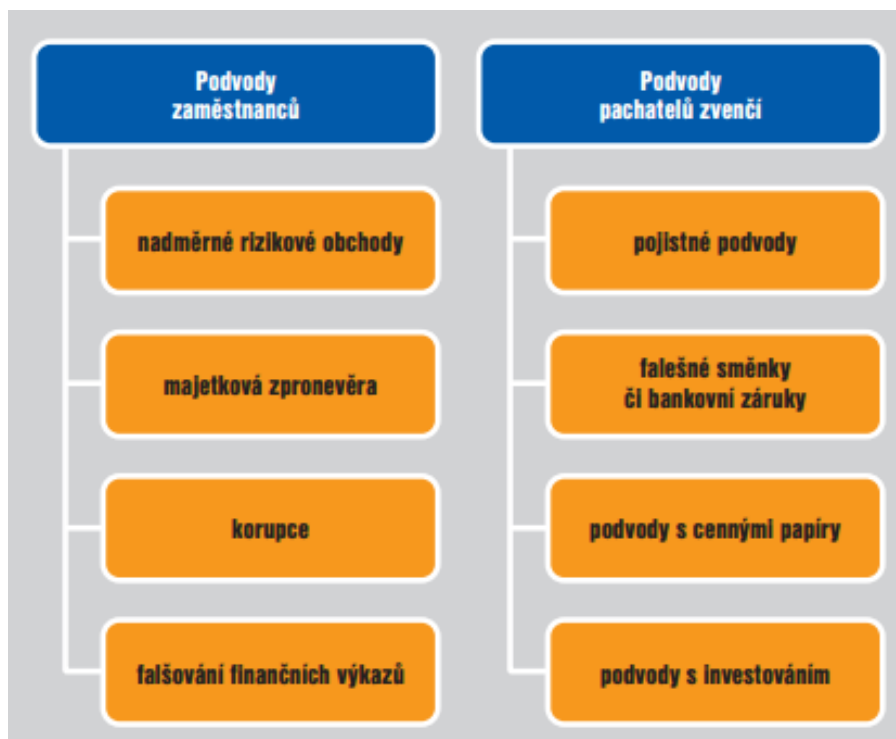 Podvody
zaměstnanců
nadměrné rizikové obchody
majetková zpronevěra
korupce
falšování finančních výkazů
Podvody
pachatelů zvenčí
pojistné podvody
falešné směnky
či bankovní záruky
podvody s cennými papíry
podvody s investováním